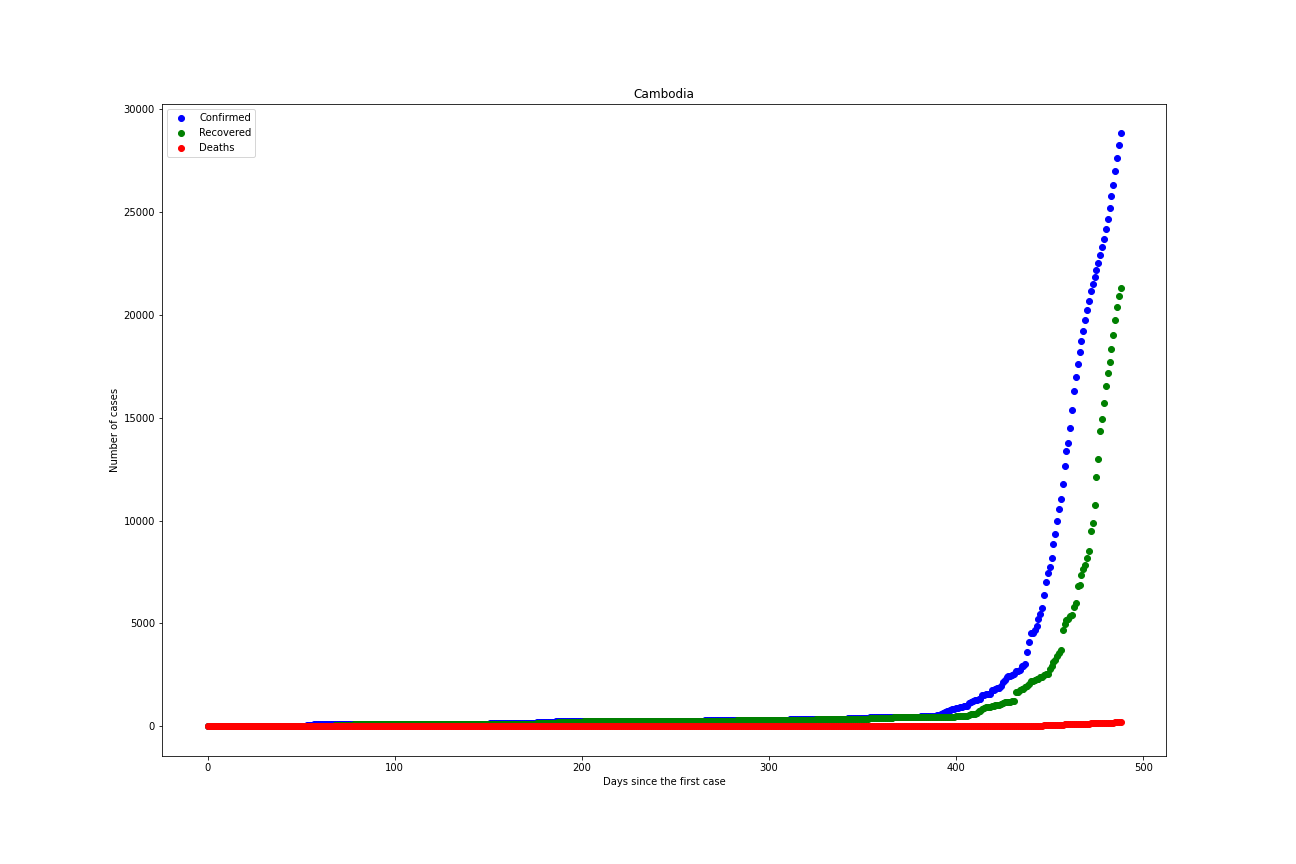 Cambodia
Confirmed
Recovered
Deaths
30000
25000
20000
15000
10000
5000
0
Number of cases
0 100 200 300 400 500
Days since the first case